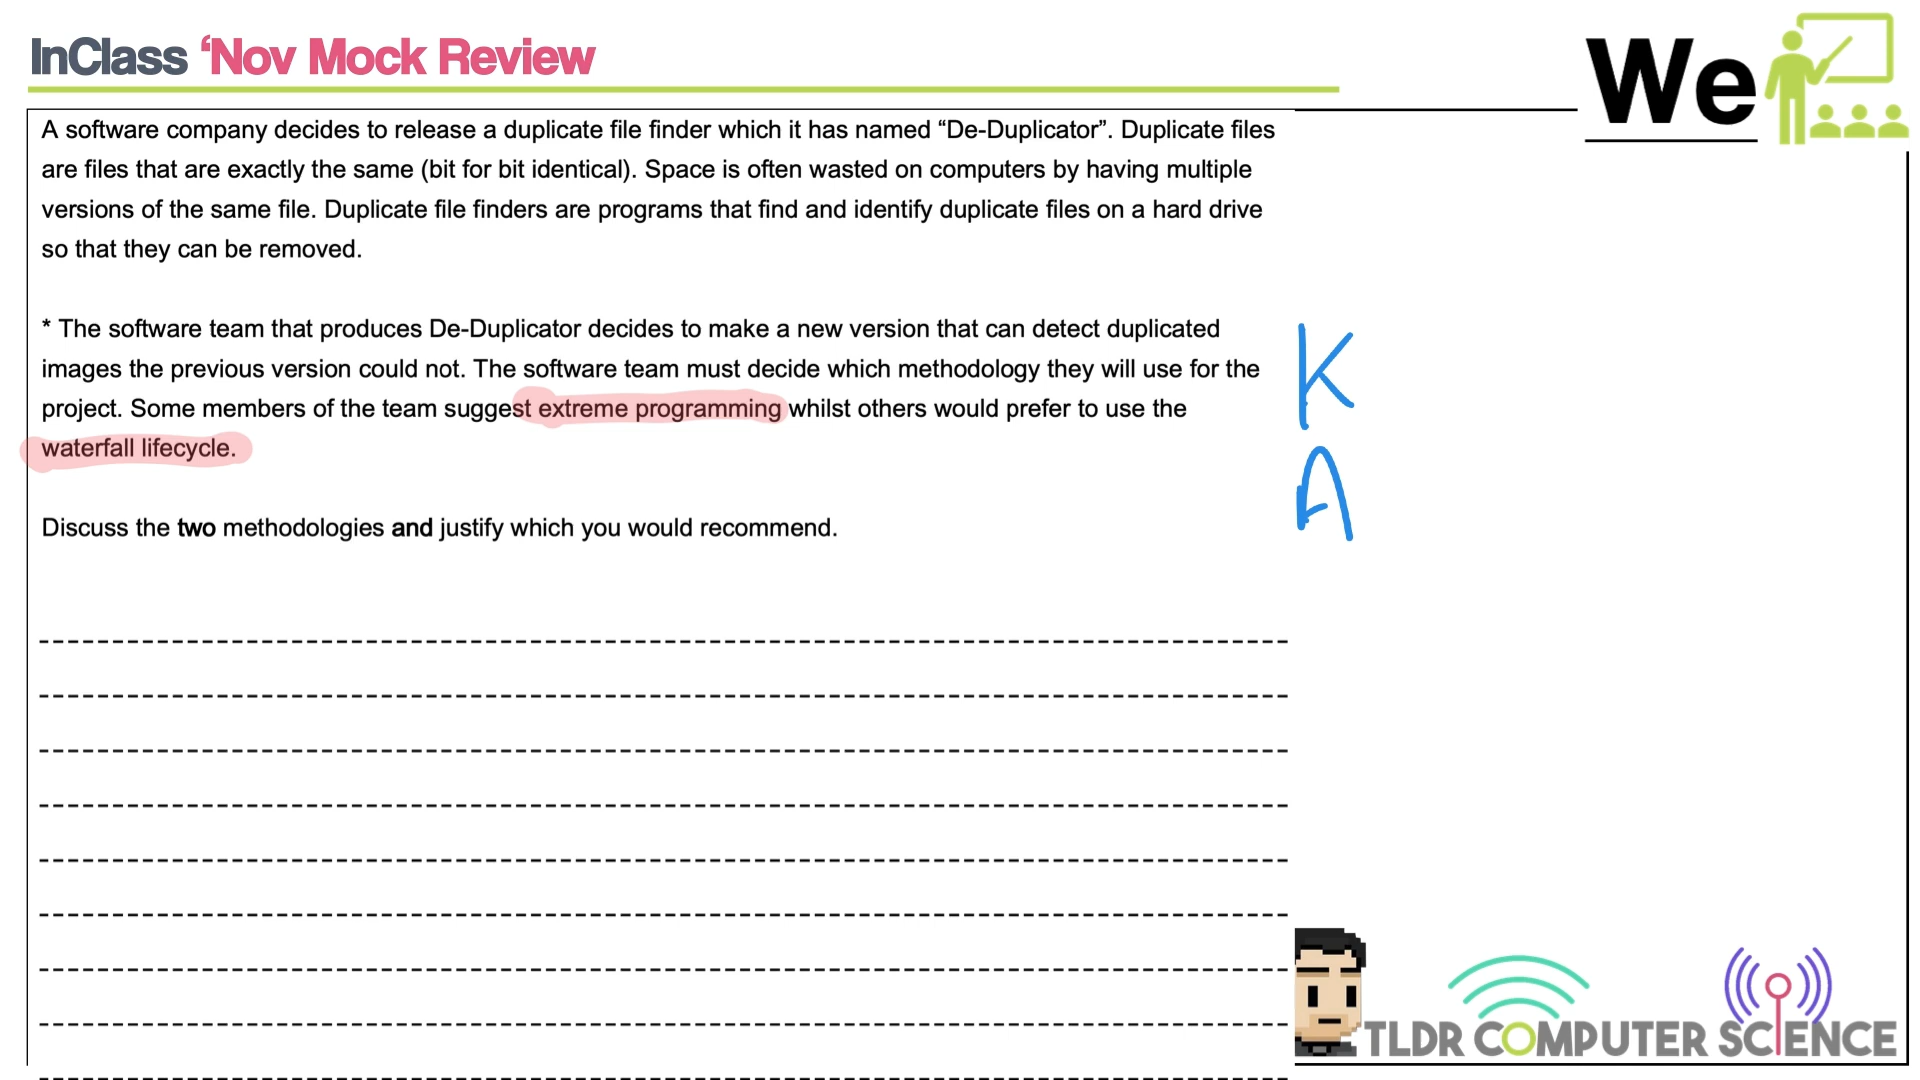 InClass ‘Nov Mock Review
We
A software company decides to release a duplicate file finder which it has named “De-Duplicator”. Duplicate files
are files that are exactly the same (bit for bit identical). Space is often wasted on computers by having multiple
versions of the same file. Duplicate file finders are programs that find and identify duplicate files on a hard drive
so that they can be removed.
* The software team that produces De-Duplicator decides to make a new version that can detect duplicated
images the previous version could not. The software team must decide which methodology they will use for the
project. Some members of the team suggest extreme programming whilst others would prefer to use the
waterfall lifecycle.
Discuss the two methodologies and justify which you would recommend.
K
A
TLDR COMPUTER SCIENCE